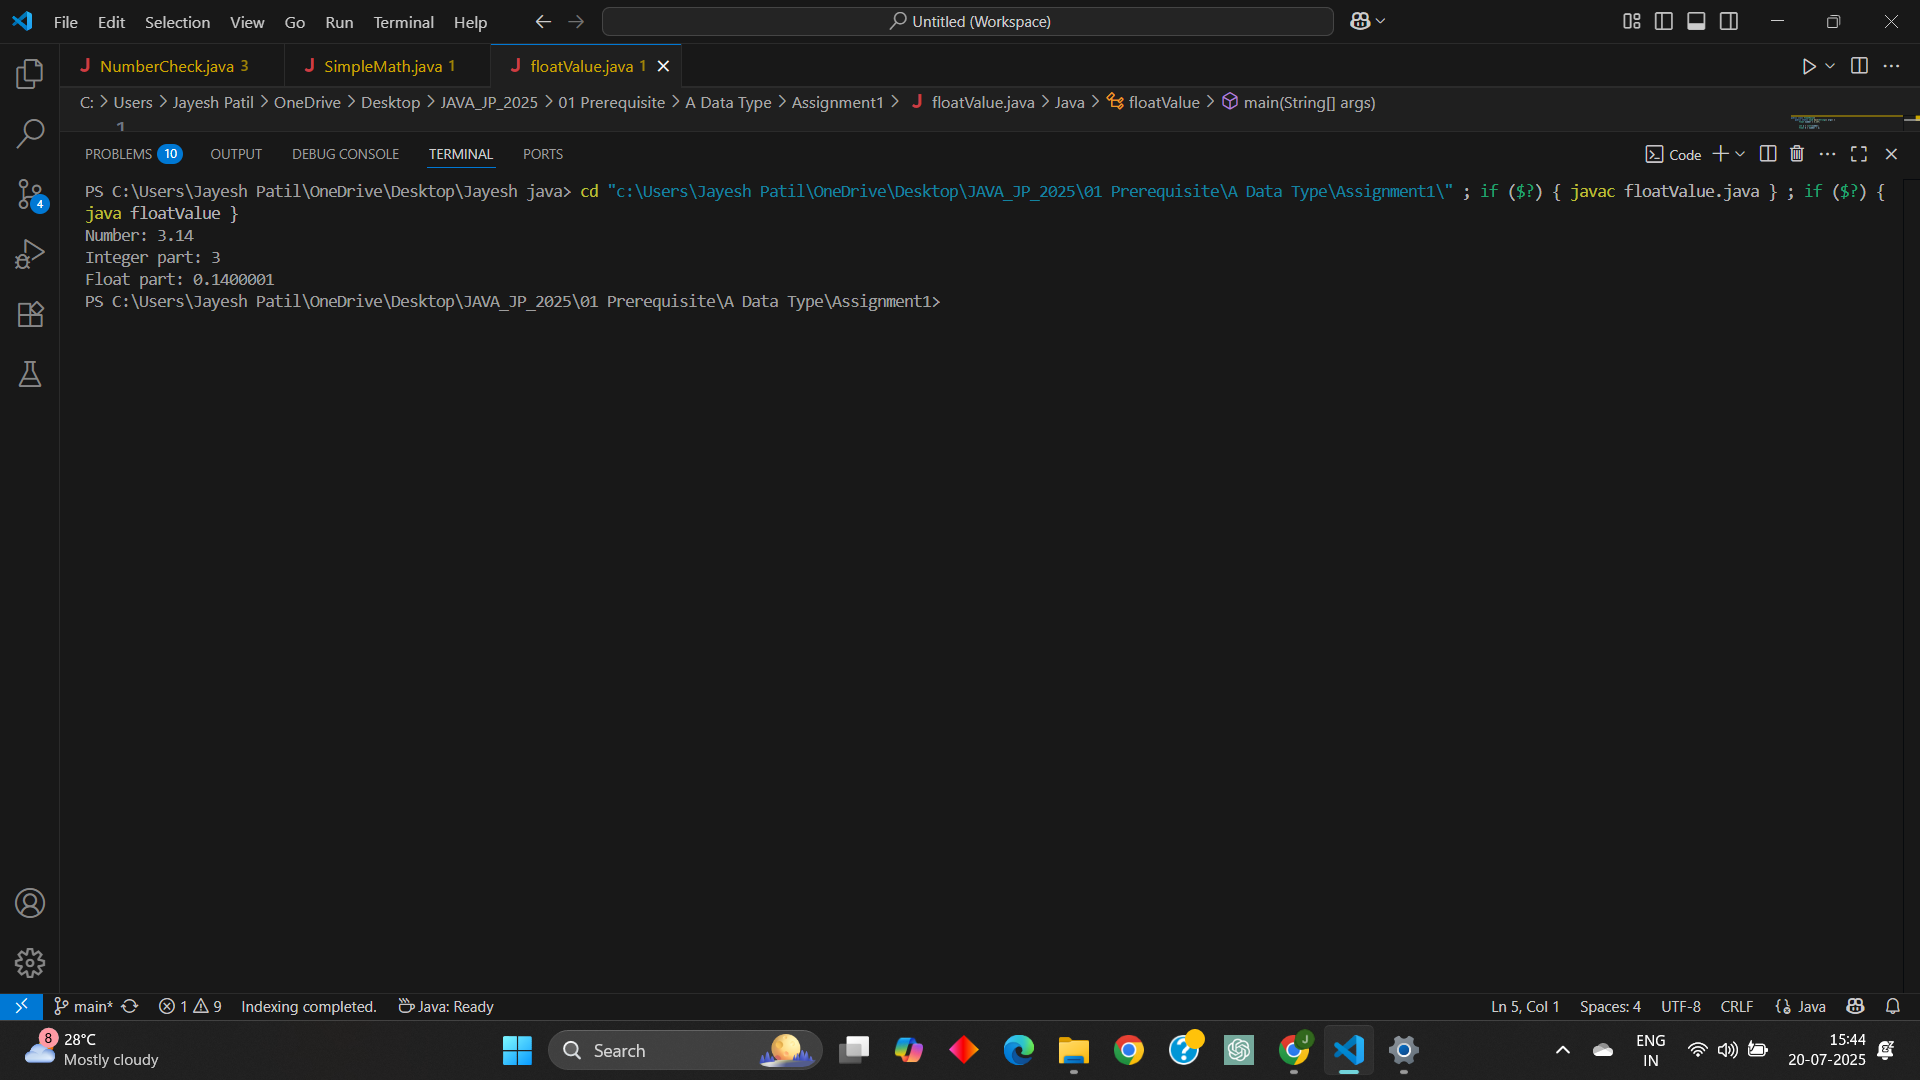 File Edit Selection View Go Run Terminal Help Untitled (Workspace)
NumberCheck.java 3 SimpleMath.java 1 floatValue.java 1
C: > Users > Jayesh Patil > OneDrive > Desktop > JAVA_JP_2025 > 01 Prerequisite > A Data Type > Assignment1 > floatValue.java > Java > floatValue > main(String[] args)
1
PROBLEMS 10 OUTPUT DEBUG CONSOLE TERMINAL PORTS Code
PS C:\Users\Jayesh Patil\OneDrive\Desktop\Jayesh java> cd "c:\Users\Jayesh Patil\OneDrive\Desktop\JAVA_JP_2025\01 Prerequisite\A Data Type\Assignment1\" ; if ($?) { javac floatValue.java } ; if ($?) {
java floatValue }
Number: 3.14
Integer part: 3
Float part: 0.1400001
PS C:\Users\Jayesh Patil\OneDrive\Desktop\JAVA_JP_2025\01 Prerequisite\A Data Type\Assignment1>
4
main* 1 9 Indexing completed. Java: Ready Ln 5, Col 1 Spaces: 4 UTF-8 CRLF Java
8 28°C
Mostly cloudy
Search
J
ENG
IN
15:44
20-07-2025